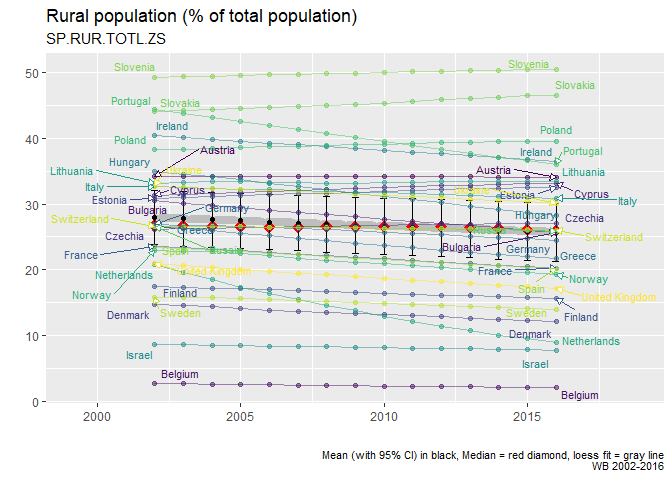 Rural population (% of total population)
SP.RUR.TOTL.ZS
50
40
30
20
10
0
Slovenia
Portugal
Slovakia
Ireland
Poland
Hungary
Austria
Lithuania
Ukraine
Italy
Cyprus
Estonia
Bulgaria
Germany
Switzerland
Greece
Czechia
Spain
Russia
France
United Kingdom
Netherlands
Norway
Finland
Denmark
Sweden
Israel
Belgium
Slovenia
Slovakia
Poland
Ireland
Portugal
Austria
Lithuania
Cyprus
Estonia
Italy
Hungary
Czechia
Switzerland
Bulgaria
Germany
Greece
France
Norway
Spain
United Kingdom
Sweden
Finland
Denmark
Netherlands
Israel
Belgium
2000
2005
2010
2015
Mean (with 95% CI) in black, Median = red diamond, loess fit = gray line
WB 2002-2016